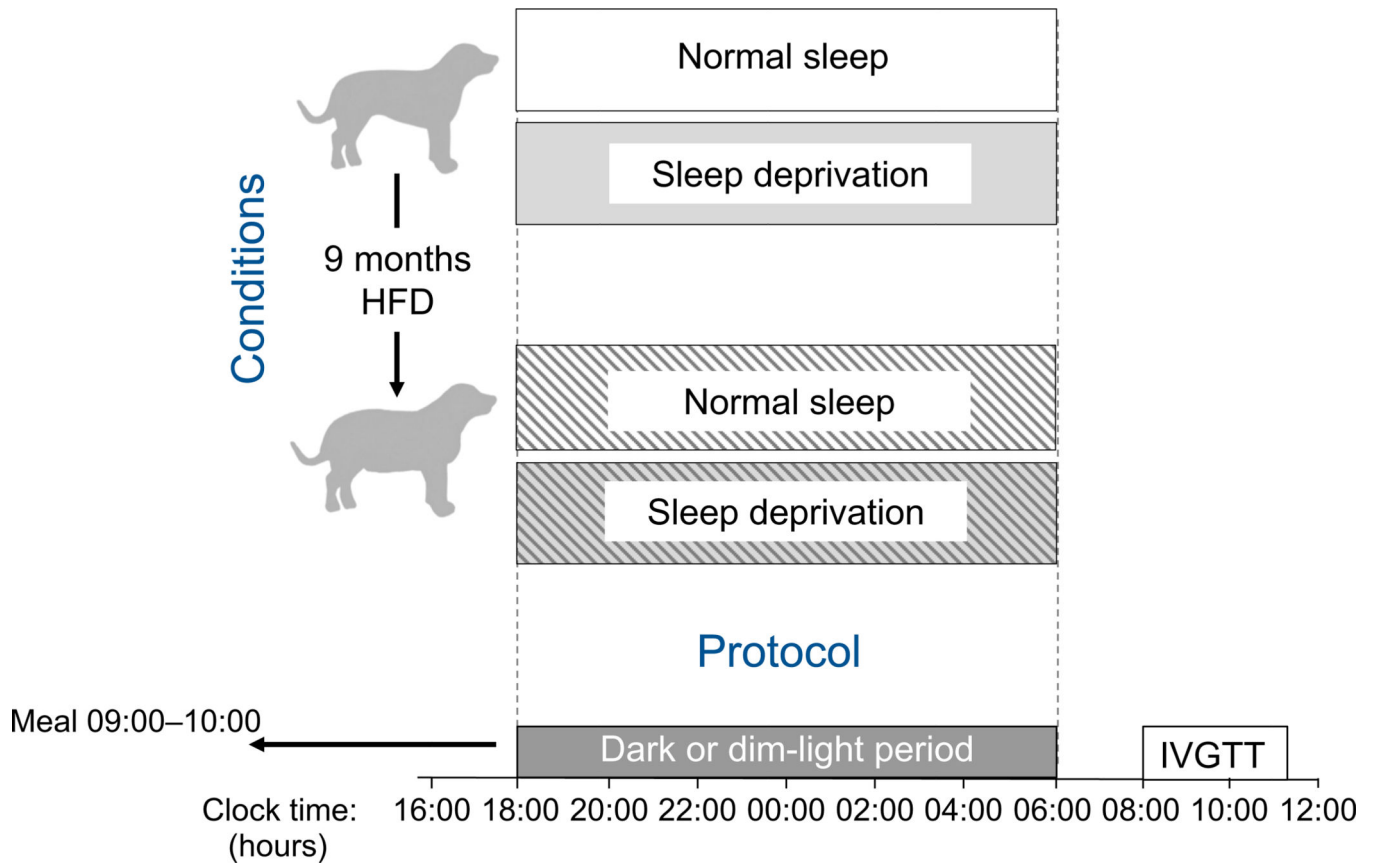 Normal sleep
Sleep deprivation
Conditions
9 months
HFD
Normal sleep
Sleep deprivation
Protocol
Meal 09:00–10:00
Dark or dim-light period
IVGTT
Clock time:
(hours)
16:00 18:00 20:00 22:00 00:00 02:00 04:00 06:00 08:00 10:00 12:00